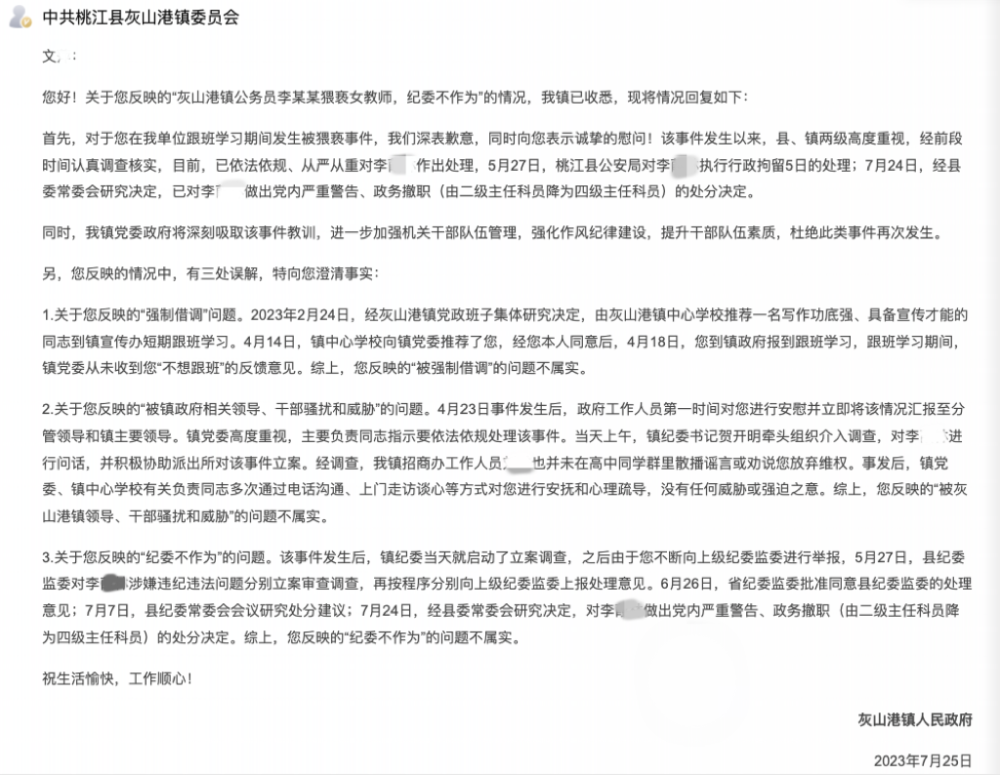 中共桃江县灰山港镇委员会
文 :
您好！关于您反映的“灰山港镇公务员李某某猥亵女教师，纪委不作为”的情况，我镇已收悉，现将情况回复如下：
首先，对于您在我单位跟班学习期间发生被猥亵事件，我们深表歉意，同时向您表示诚挚的慰问！该事件发生以来，县、镇两级高度重视，经前段
时间认真调查核实，目前，已依法依规、从严从重对李 作出处理，5月27日，桃江县公安局对李 执行行政拘留5日的处理；7月24日，经县
委常委会研究决定，已对李 做出党内严重警告、政务撤职（由二级主任科员降为四级主任科员）的处分决定。
同时，我镇党委政府将深刻吸取该事件教训，进一步加强机关干部队伍管理，强化作风纪律建设，提升干部队伍素质，杜绝此类事件再次发生。
另，您反映的情况中，有三处误解，特向您澄清事实：
1.关于您反映的“强制借调”问题。2023年2月24日，经灰山港镇党政班子集体研究决定，由灰山港镇中心学校推荐一名写作功底强、具备宣传才能的
同志到镇宣传办短期跟班学习。4月14日，镇中心学校向镇党委推荐了您，经您本人同意后，4月18日，您到镇政府报到跟班学习，跟班学习期间，
镇党委从未收到您“不想跟班”的反馈意见。综上，您反映的“被强制借调”的问题不属实。
2.关于您反映的“被镇政府相关领导、干部骚扰和威胁”的问题。4月23日事件发生后，政府工作人员第一时间对您进行安慰并立即将该情况汇报至分
管领导和镇主要领导。镇党委高度重视，主要负责同志指示要依法依规处理该事件。当天上午，镇纪委书记贺开明牵头组织介入调查，对李 进
行问话，并积极协助派出所对该事件立案。经调查，我镇招商办工作人员 也并未在高中同学群里散播谣言或劝说您放弃维权。事发后，镇党
委、镇中心学校有关负责同志多次通过电话沟通、上门走访谈心等方式对您进行安抚和心理疏导，没有任何威胁或强迫之意。综上，您反映的“被灰
山港镇领导、干部骚扰和威胁”的问题不属实。
3.关于您反映的“纪委不作为”的问题。该事件发生后，镇纪委当天就启动了立案调查，之后由于您不断向上级纪委监委进行举报，5月27日，县纪委
监委对李 涉嫌违纪违法问题分别立案审查调查，再按程序分别向上级纪委监委上报处理意见。6月26日，省纪委监委批准同意县纪委监委的处理
意见；7月7日，县纪委常委会会议研究处分建议；7月24日，经县委常委会研究决定，对李 做出党内严重警告、政务撤职（由二级主任科员降
为四级主任科员）的处分决定。综上，您反映的“纪委不作为”的问题不属实。
祝生活愉快，工作顺心！
灰山港镇人民政府
2023年7月25日